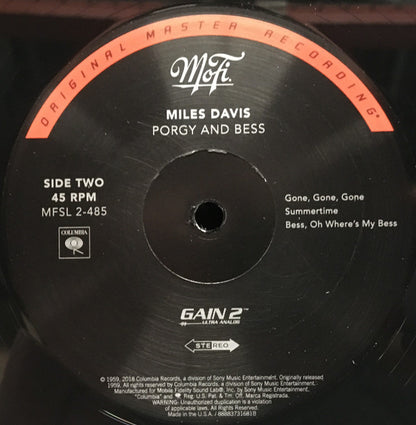 ORIGINAL MASTER RECORDING
MoFi.
MILES DAVIS
PORGY AND BESS
SIDE TWO
45 RPM
MFSL 2-485
COLUMBIA
Gone, Gone, Gone
Summertime
Bess, Oh Where's My Bess
GAIN 2™
ULTRA ANALOG
STEREO
℗ 1959, 2018 Columbia Records, a division of Sony Music Entertainment. Originally released
1959, All rights reserved by Columbia Records, a division of Sony Music Entertainment.
Manufactured for Mobile Fidelity Sound Lab®, Inc. by Sony Music Entertainment.
"Columbia" and Reg. U.S. Pat. & Tm. Off. Marca Registrada.
WARNING: Unauthorized duplication is a violation
of applicable laws. All Rights Reserved.
Made in U.S.A. /